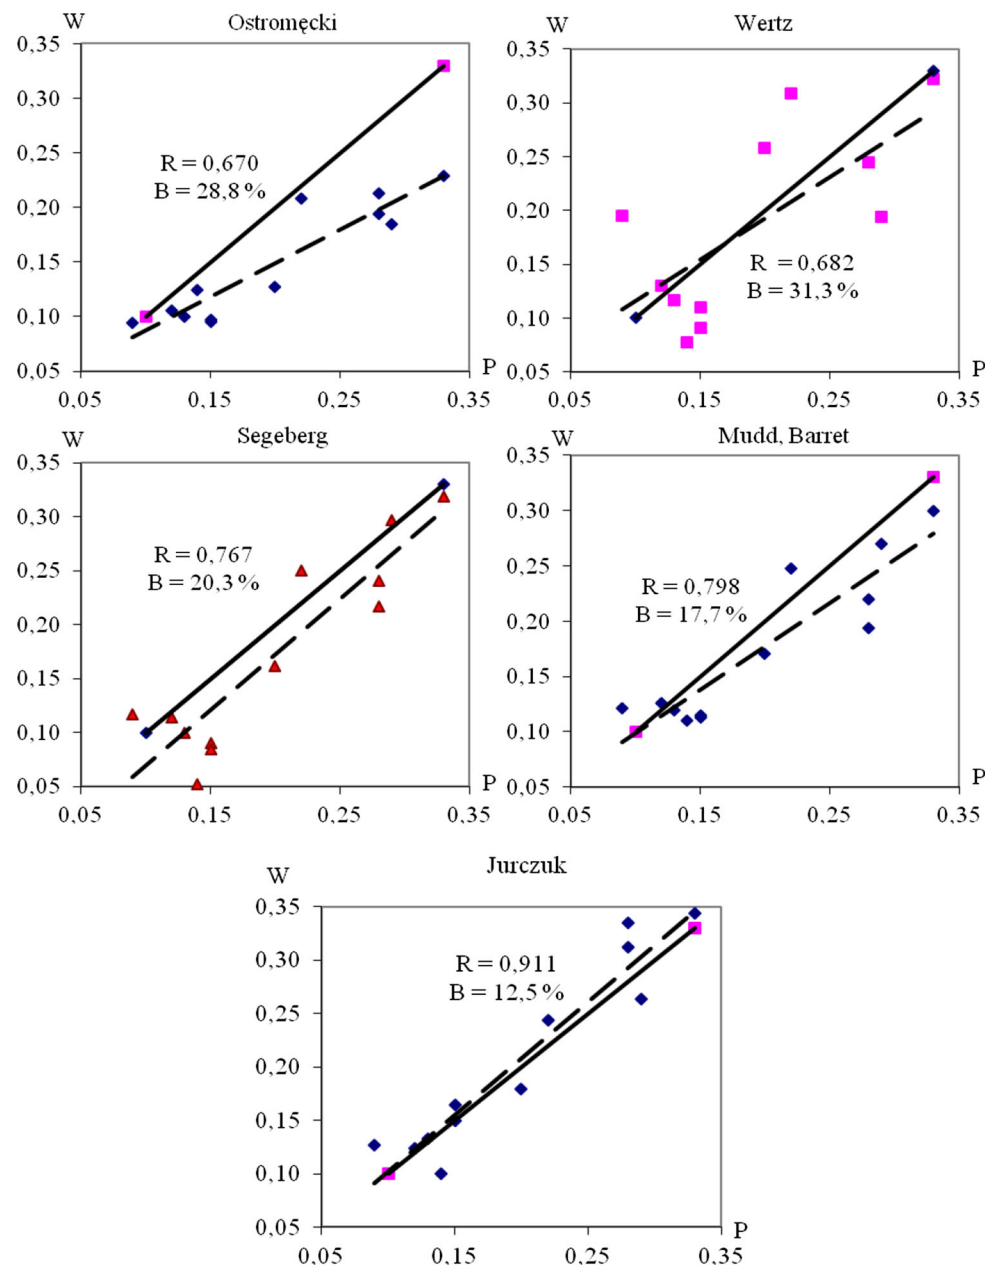 Ostromęcki
W
0,35
0,30
0,25
0,20
0,15
0,10
0,05
R = 0,670
B = 28,8 %
P
0,05 0,15 0,25 0,35
Wertz
W
0,35
0,30
0,25
0,20
0,15
0,10
0,05
R = 0,682
B = 31,3 %
P
0,05 0,15 0,25 0,35
Segeberg
W
0,35
0,30
0,25
0,20
0,15
0,10
0,05
R = 0,767
B = 20,3 %
P
0,05 0,15 0,25 0,35
Mudd, Barret
W
0,35
0,30
0,25
0,20
0,15
0,10
0,05
R = 0,798
B = 17,7 %
P
0,05 0,15 0,25 0,35
Jurczuk
W
0,35
0,30
0,25
0,20
0,15
0,10
0,05
R = 0,911
B = 12,5 %
P
0,05 0,15 0,25 0,35